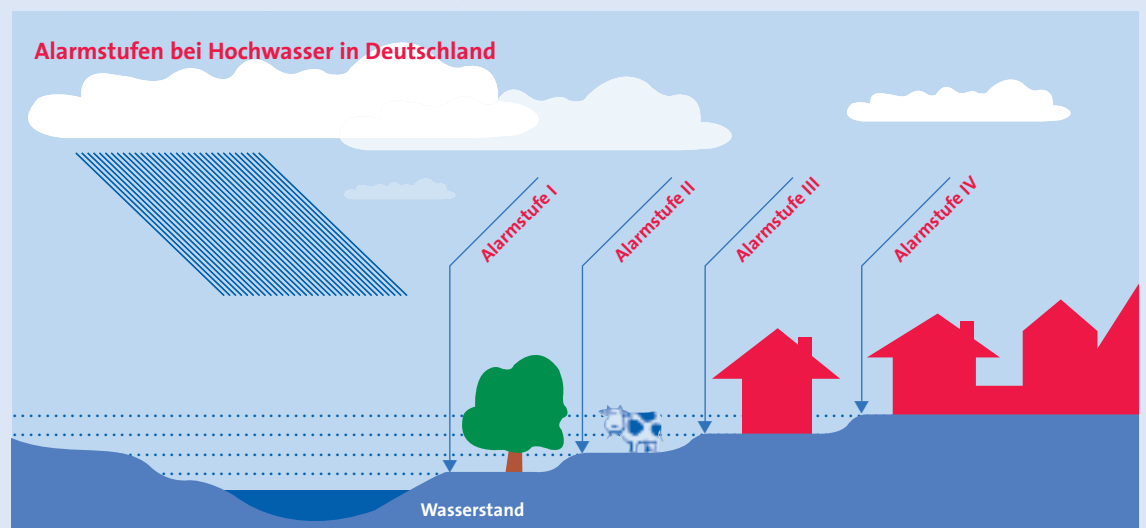 Alarmstufen bei Hochwasser in Deutschland
Alarmstufe I
Alarmstufe II
Alarmstufe III
Alarmstufe IV
Wasserstand